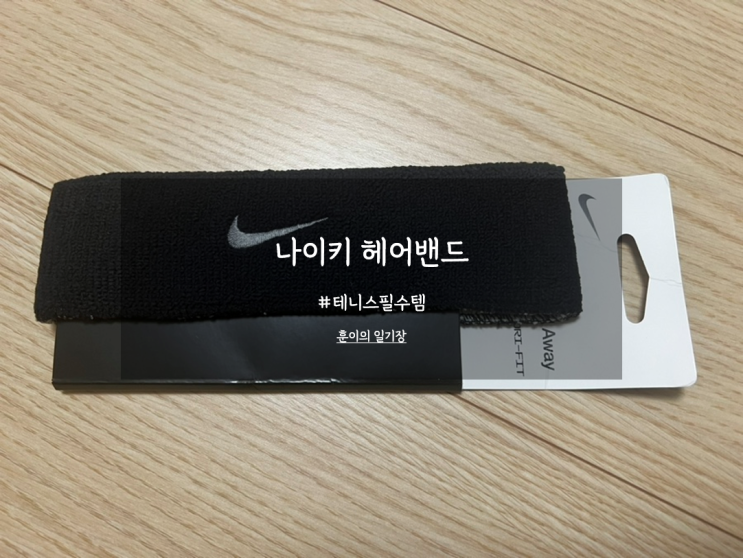 나이키 헤어밴드
#테니스필수템
훈이의 일기장
Away
DRI-FIT